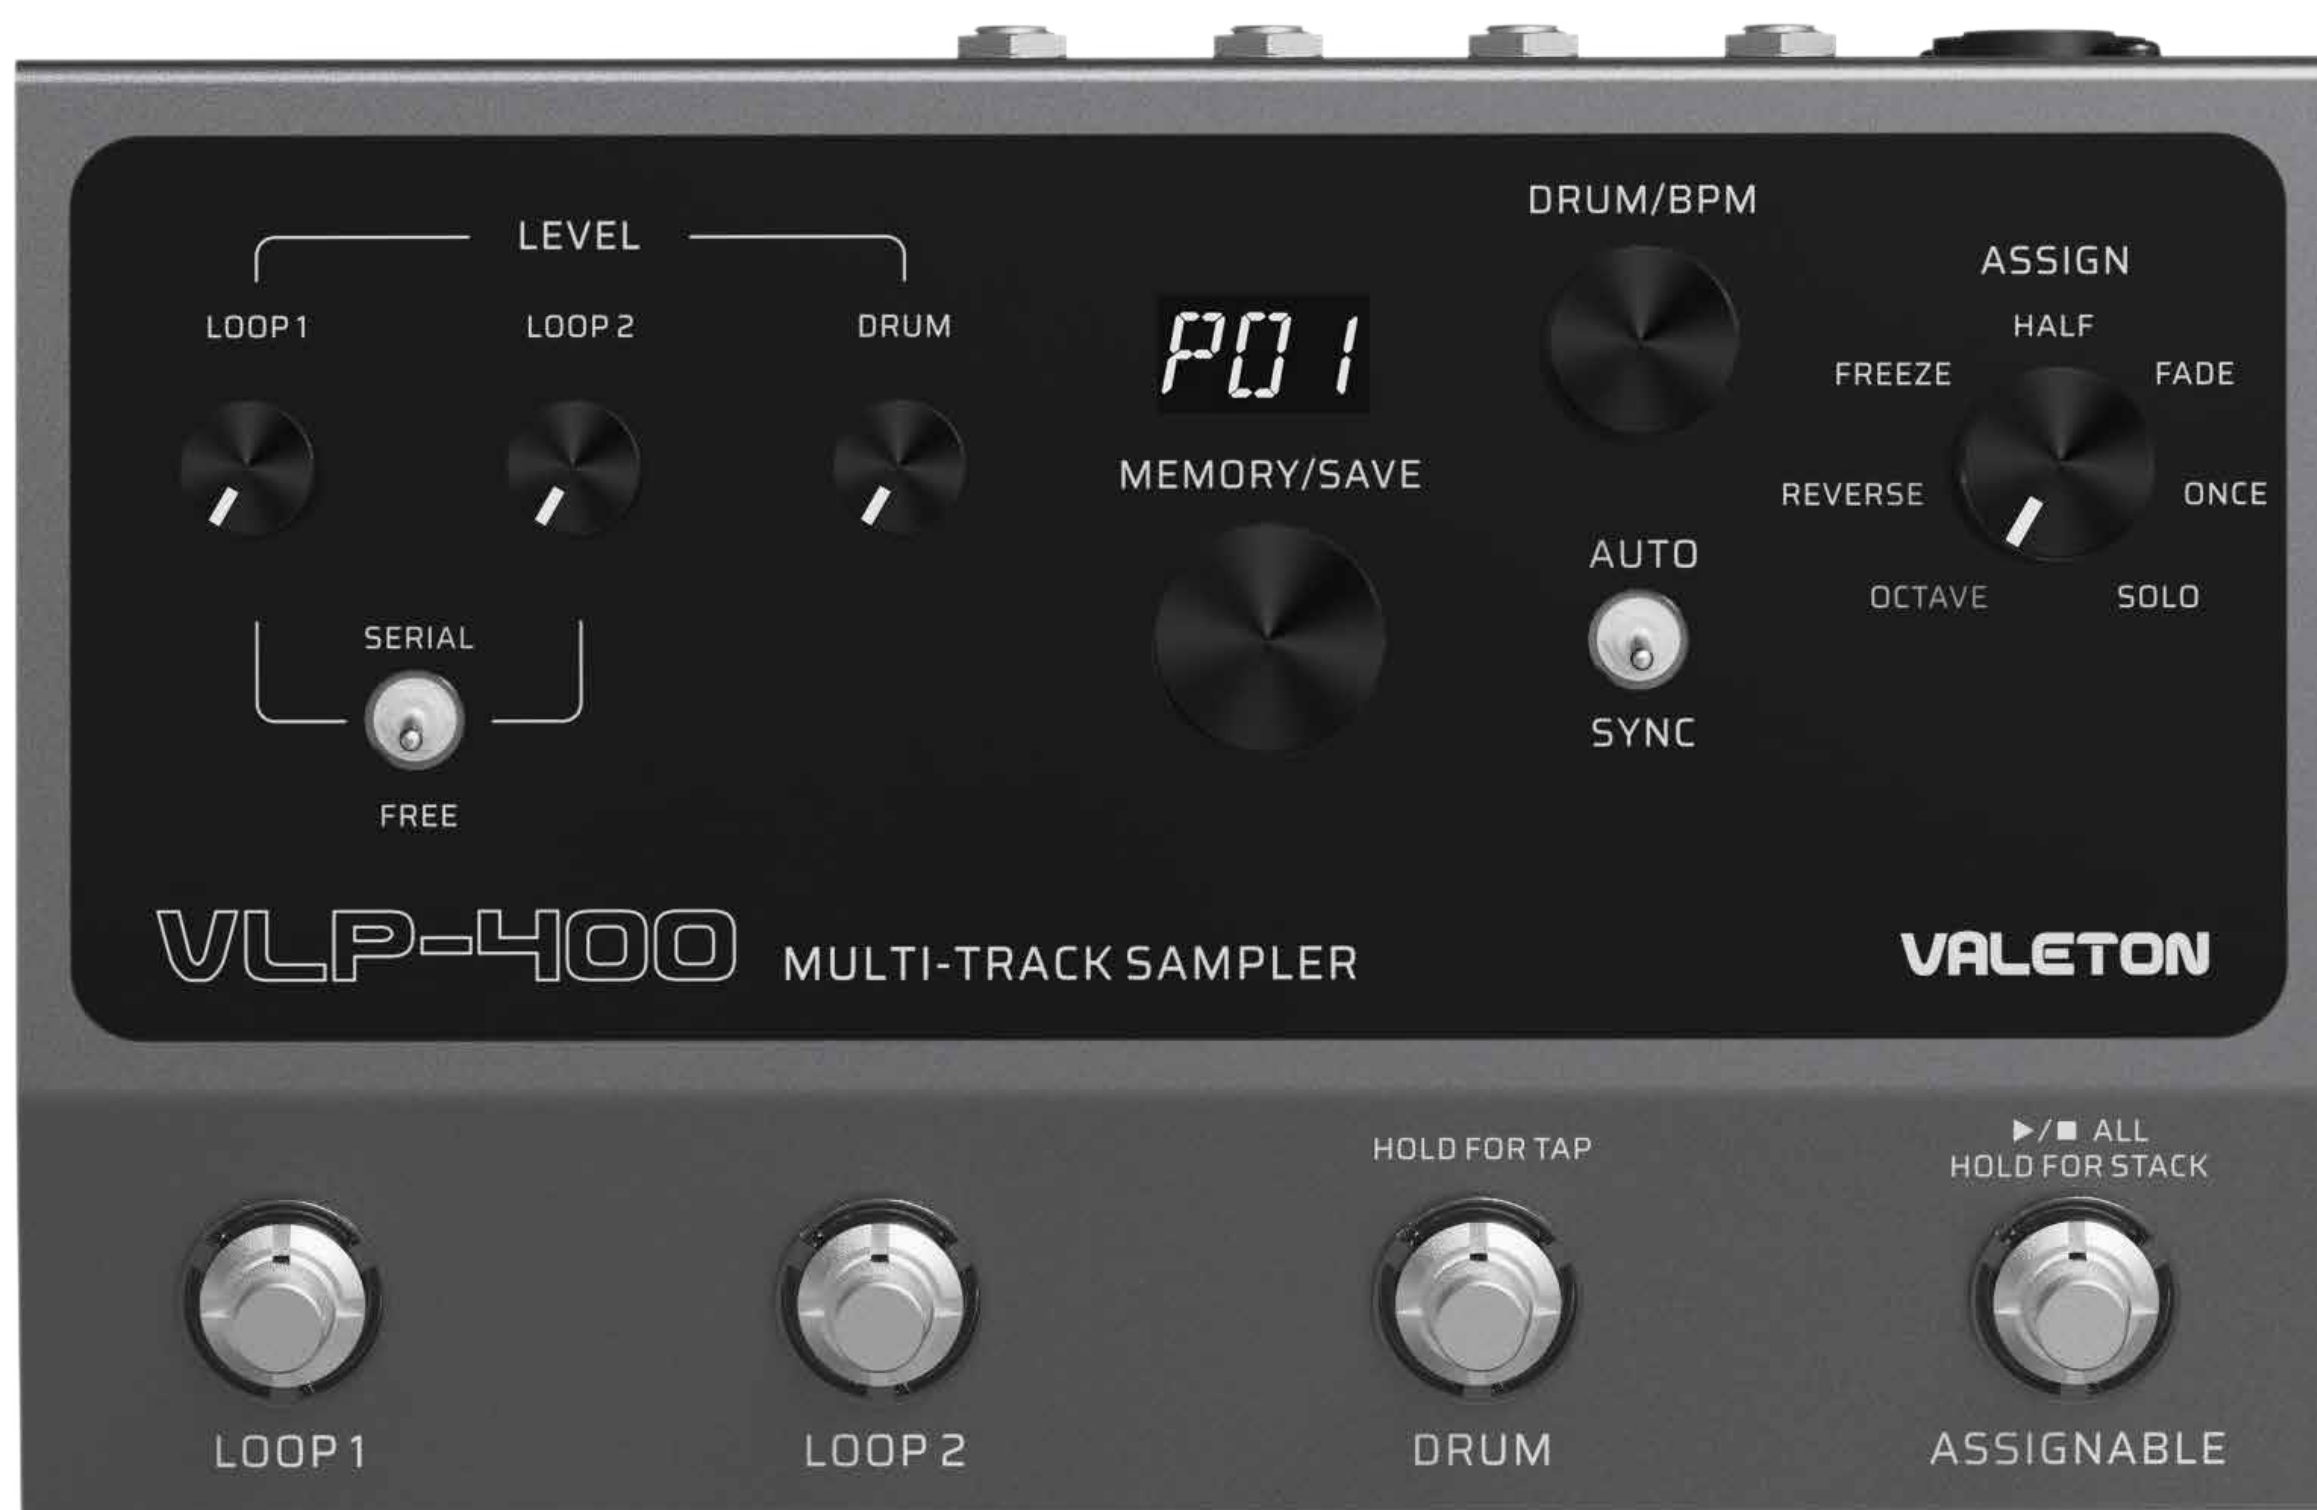 DRUM/BPM
LEVEL
ASSIGN
LOOP 1
LOOP 2
DRUM
HALF
P01
FREEZE
FADE
MEMORY/SAVE
REVERSE
ONCE
AUTO
OCTAVE
SOLO
SERIAL
SYNC
FREE
VLP-400 MULTI-TRACK SAMPLER
VALETON
HOLD FOR TAP
▶/■ ALL
HOLD FOR STACK
LOOP 1
LOOP 2
DRUM
ASSIGNABLE